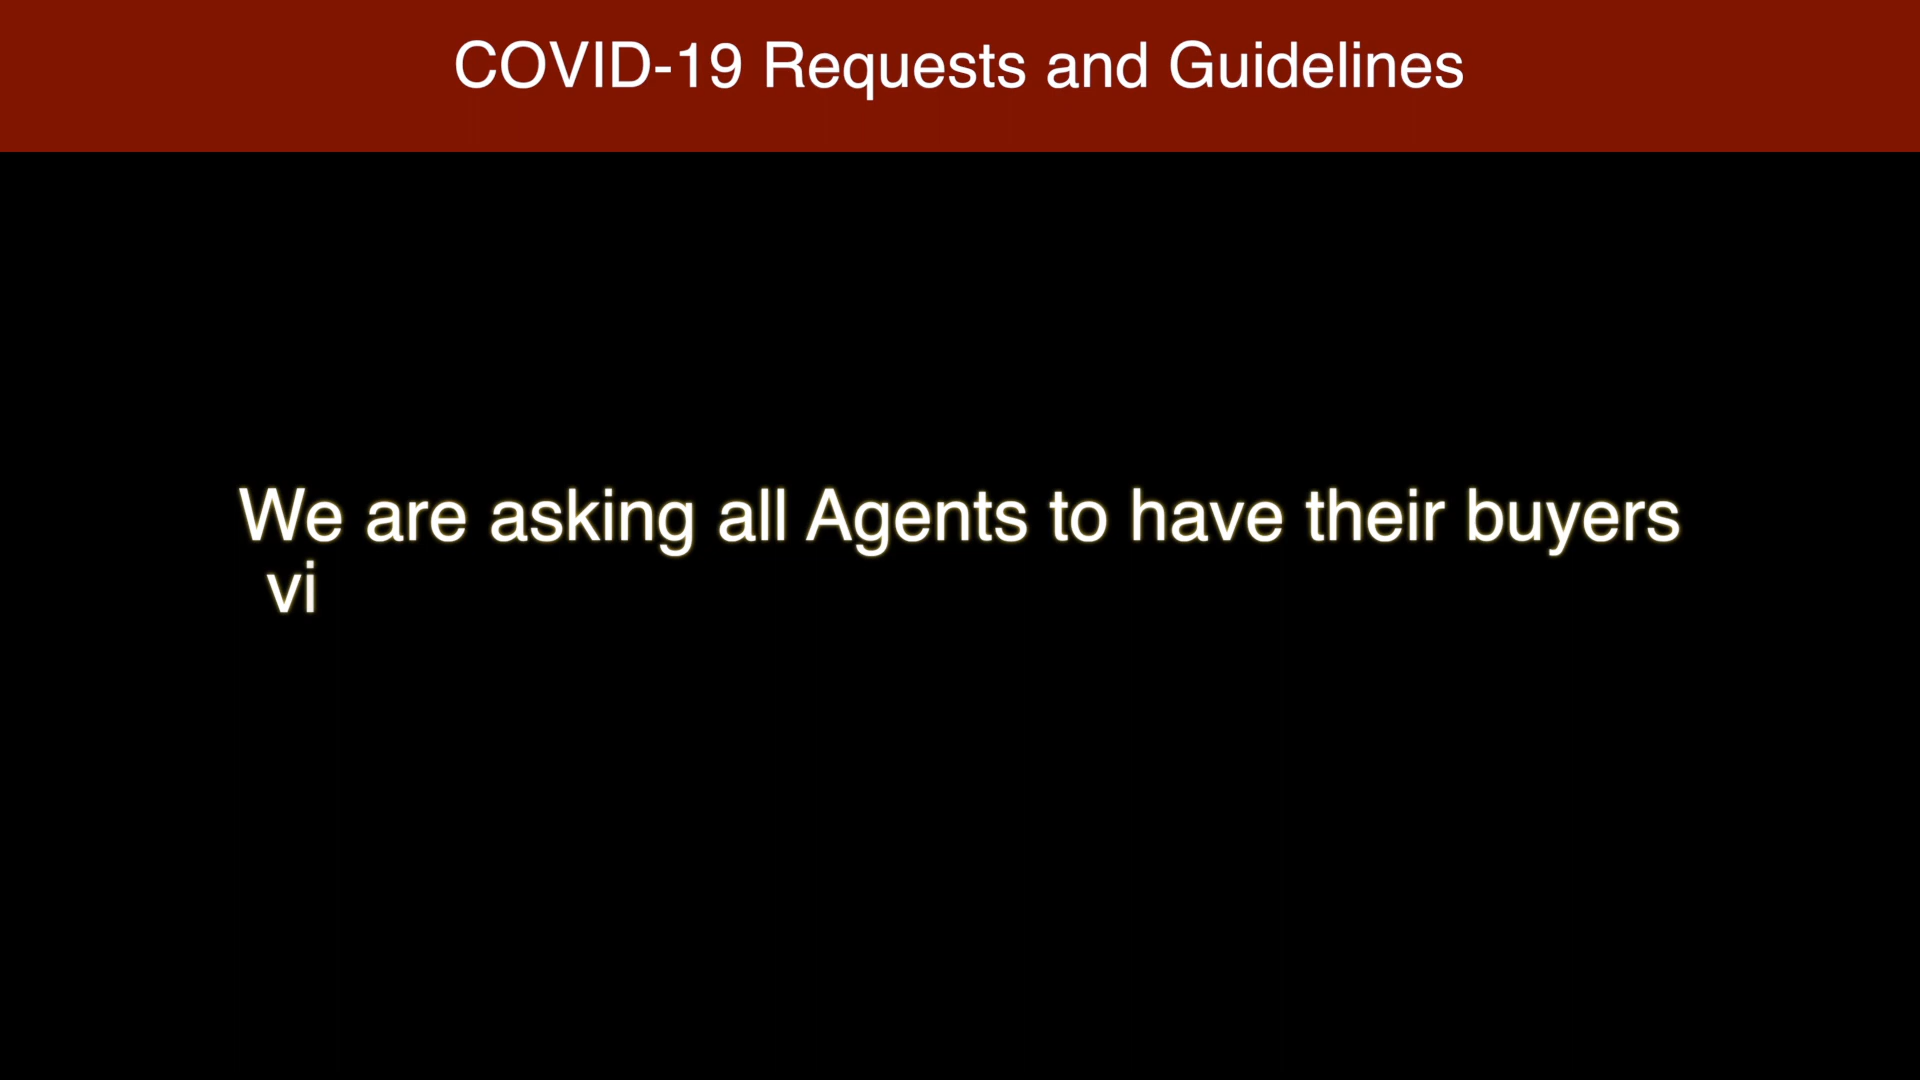 COVID-19 Requests and Guidelines
We are asking all Agents to have their buyers
vi